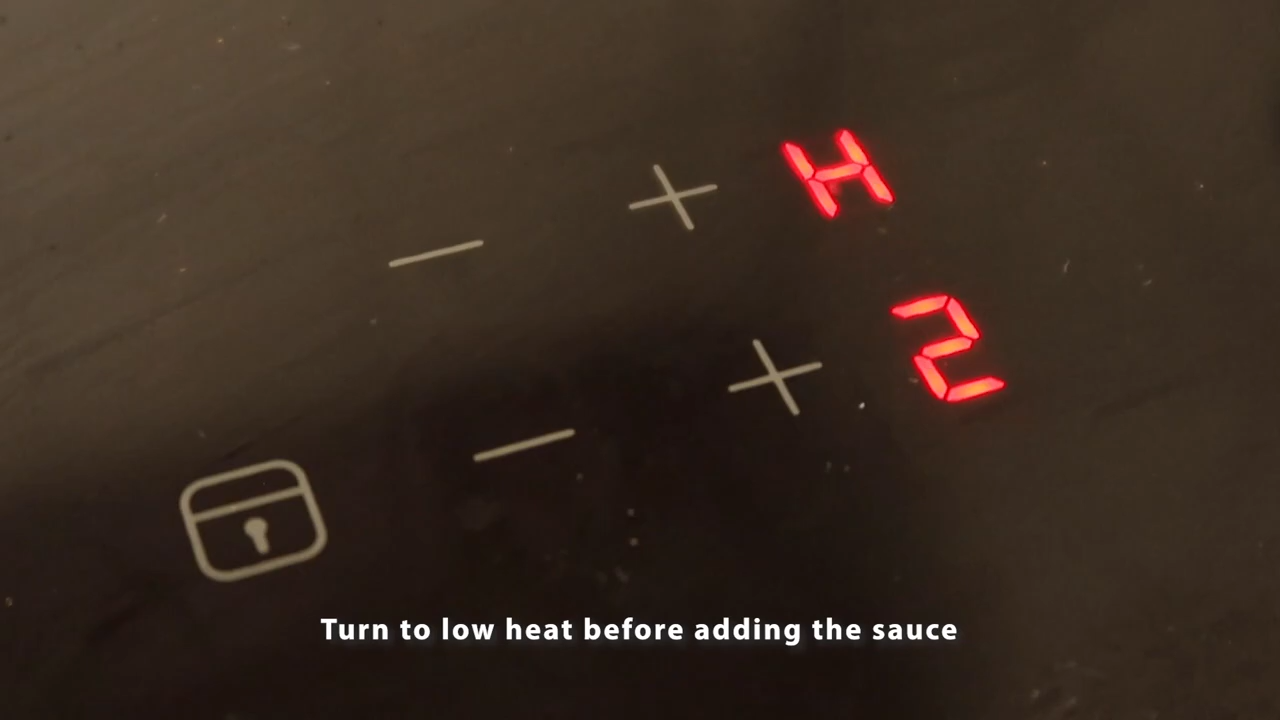 − + H
− + 2
Turn to low heat before adding the sauce